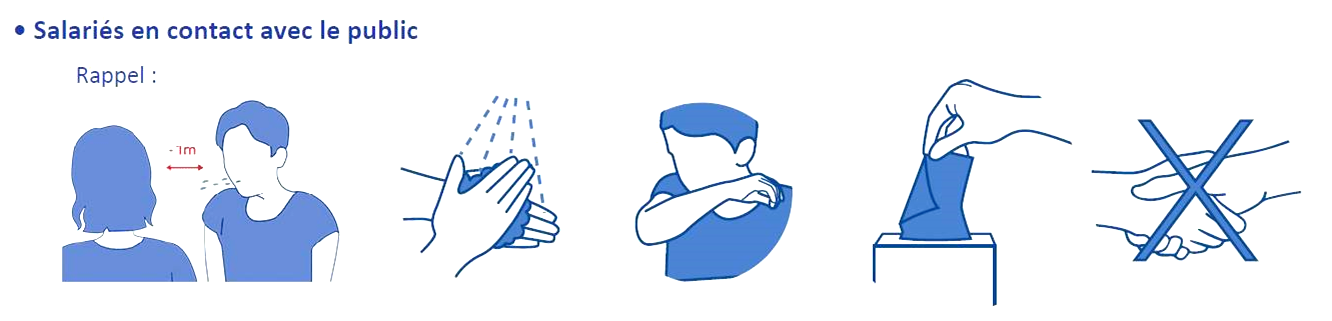 • Salariés en contact avec le public
Rappel :
- 1m